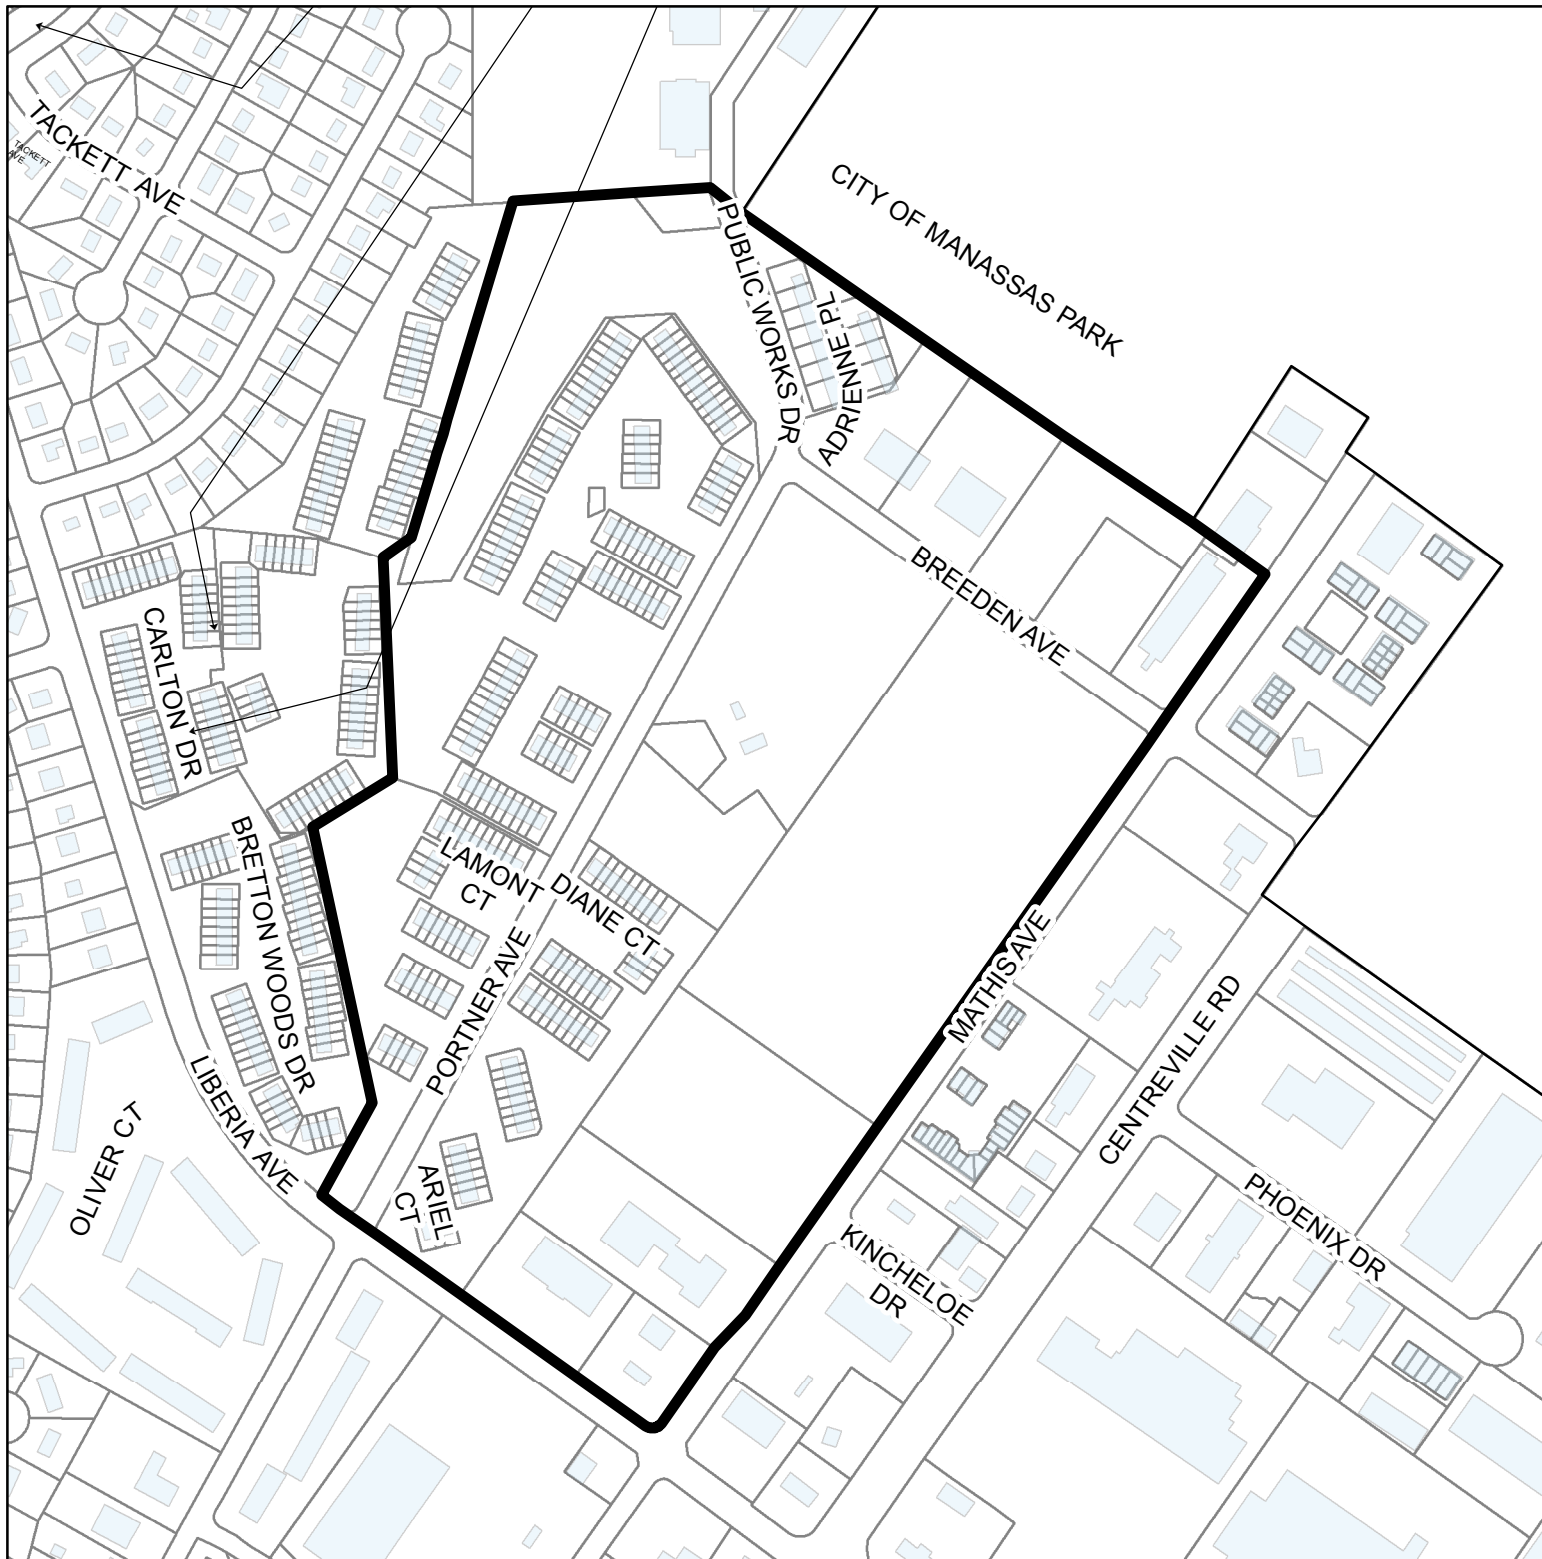 TACKETT AVE
TACKETT
AVE
CITY OF MANASSAS PARK
PUBLIC WORKS DR
ADRIENNE PL
BREEDEN AVE
CARLTON DR
BRETTON WOODS DR
LAMONT
CT
DIANE CT
PORTNER AVE
MATHIS AVE
CENTREVILLE RD
LIBERIA AVE
OLIVER CT
ARIEL
CT
KINCHELOE
DR
PHOENIX DR